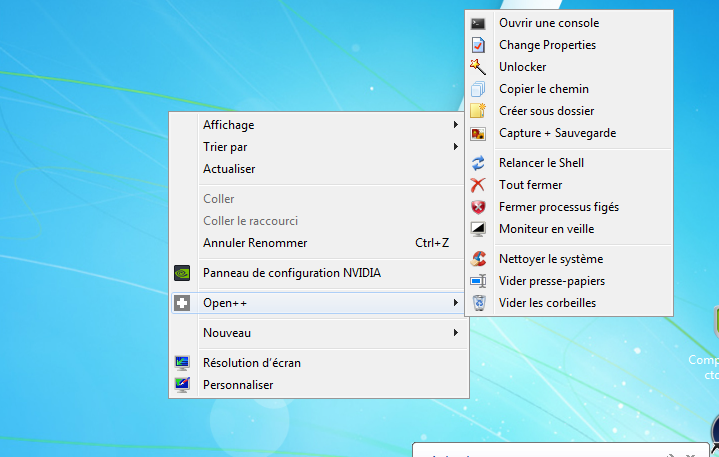 Affichage
Trier par
Actualiser
Coller
Coller le raccourci
Annuler Renommer Ctrl+Z
Panneau de configuration NVIDIA
Open++
Nouveau
Résolution d'écran
Personnaliser
Ouvrir une console
Change Properties
Unlocker
Copier le chemin
Créer sous dossier
Capture + Sauvegarde
Relancer le Shell
Tout fermer
Fermer processus figés
Moniteur en veille
Nettoyer le système
Vider presse-papiers
Vider les corbeilles